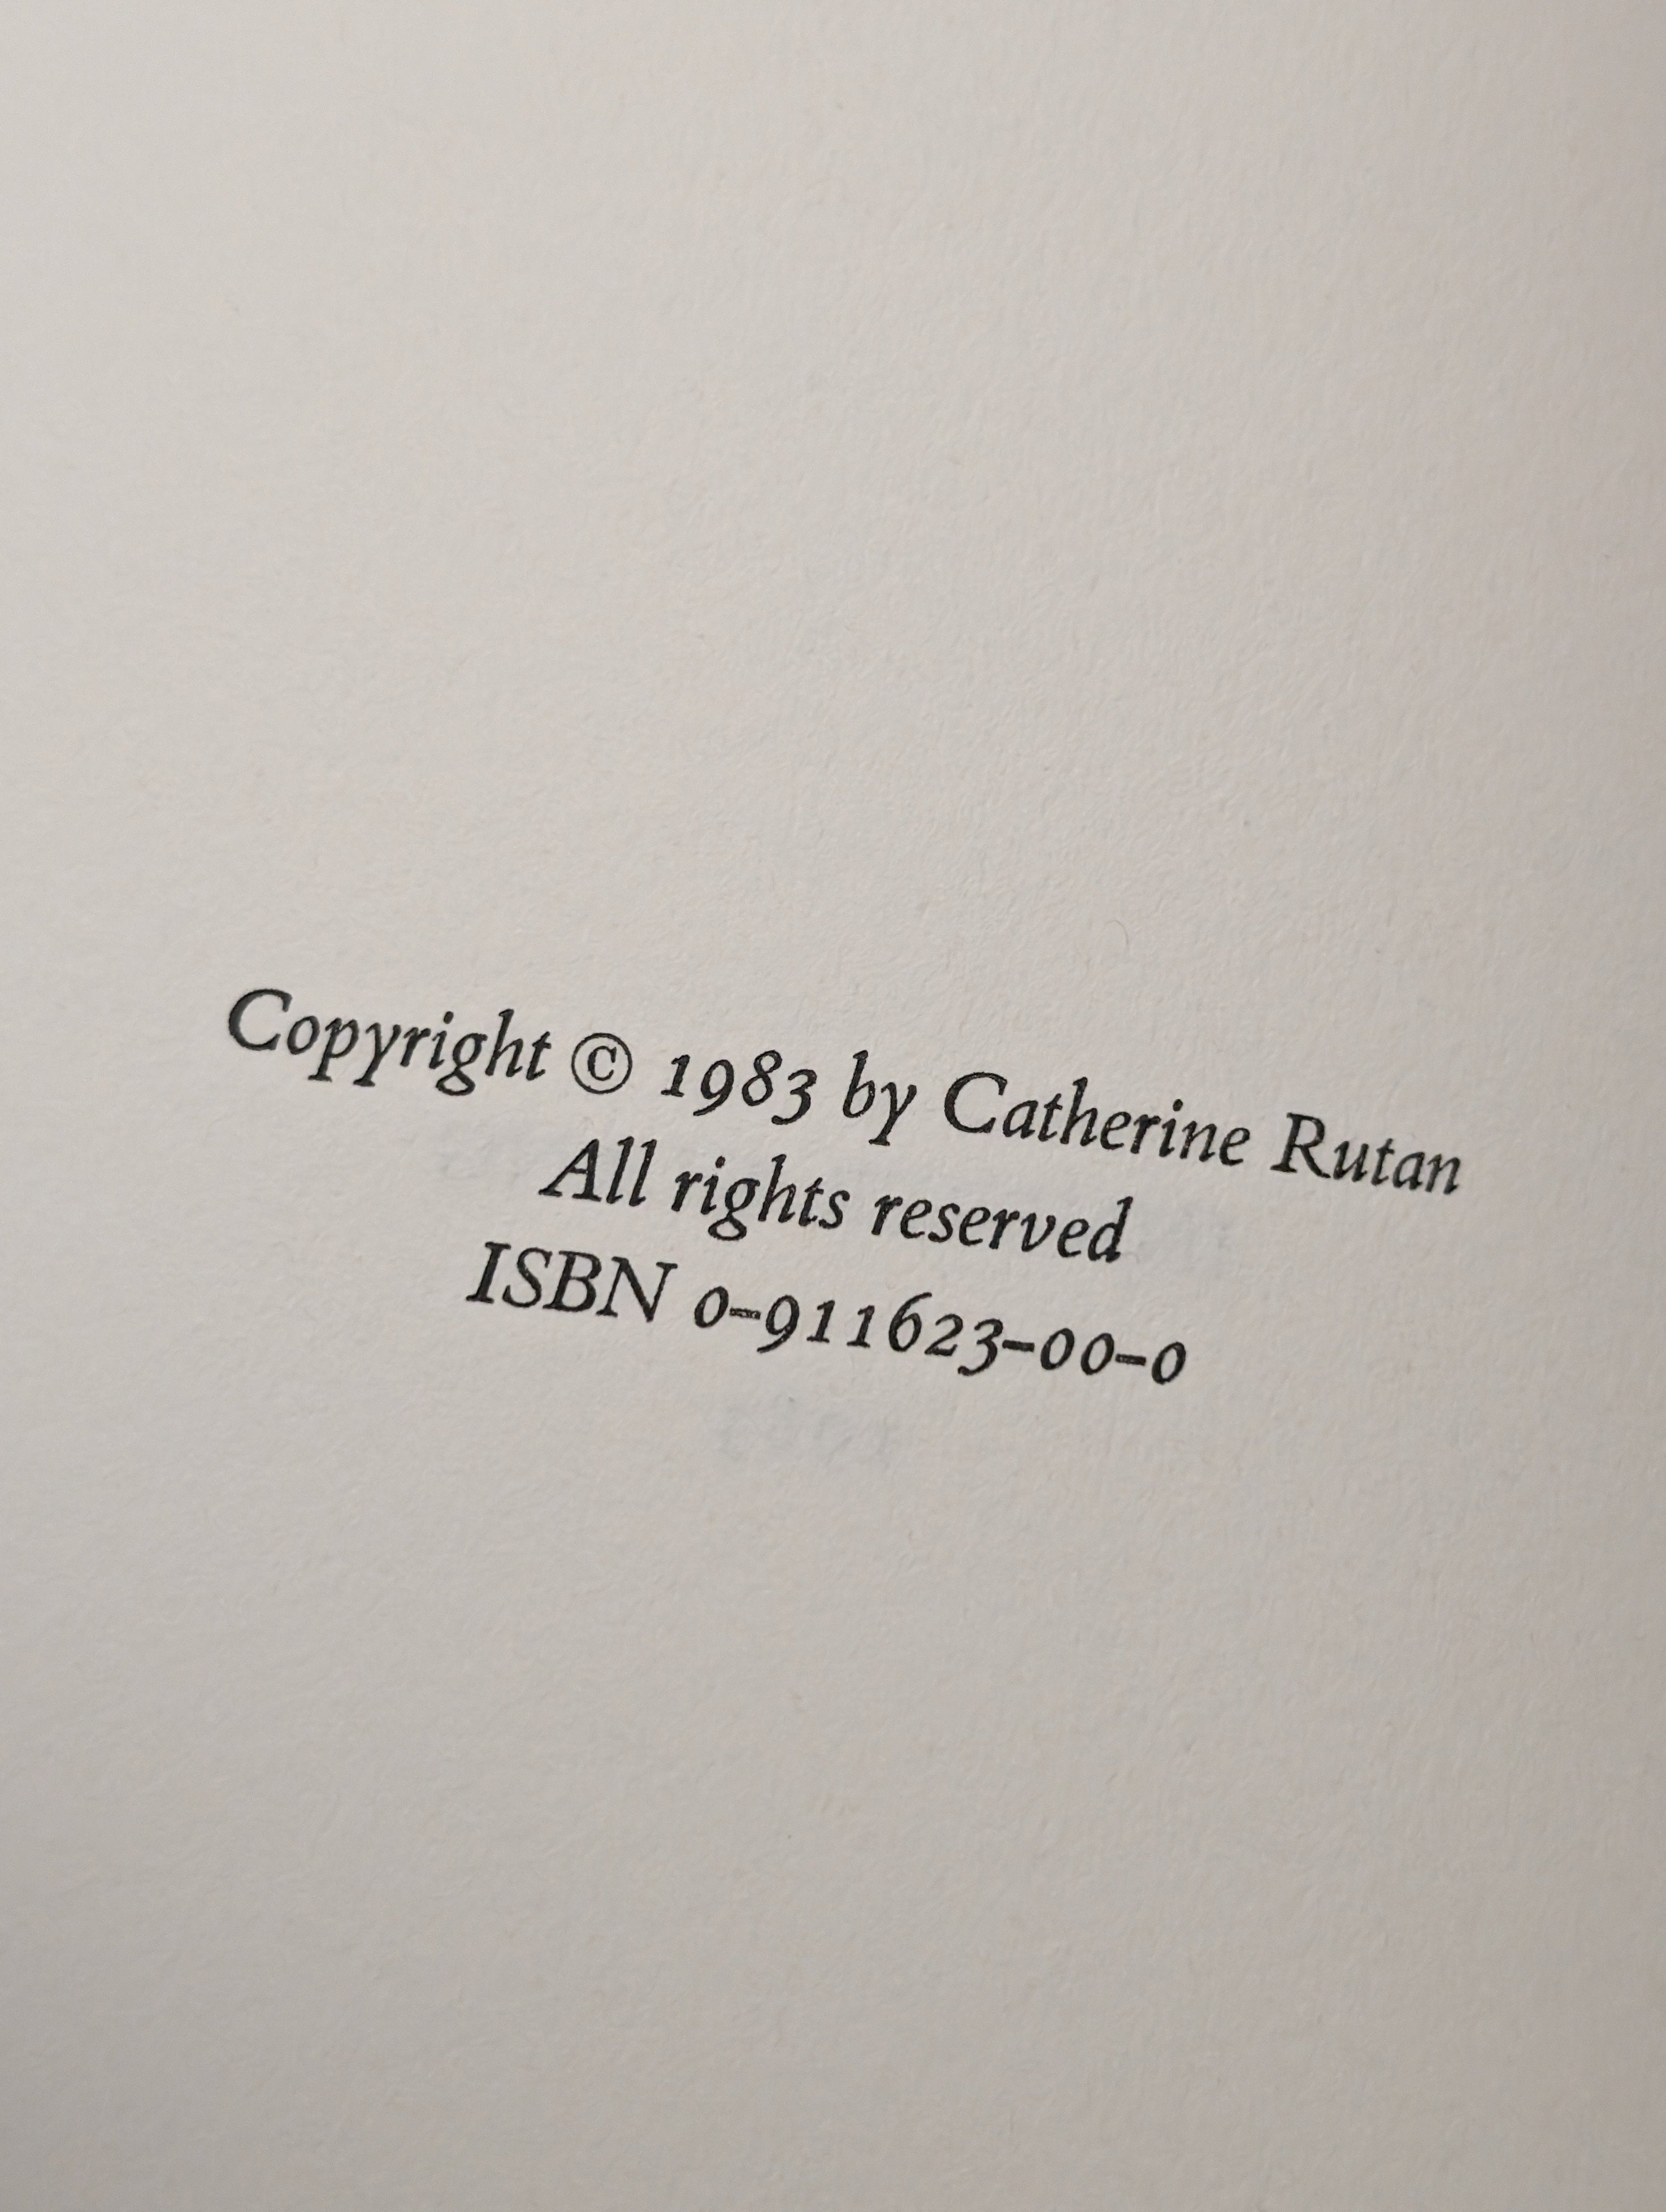 Copyright © 1983 by Catherine Rutan
All rights reserved
ISBN 0-911623-00-0